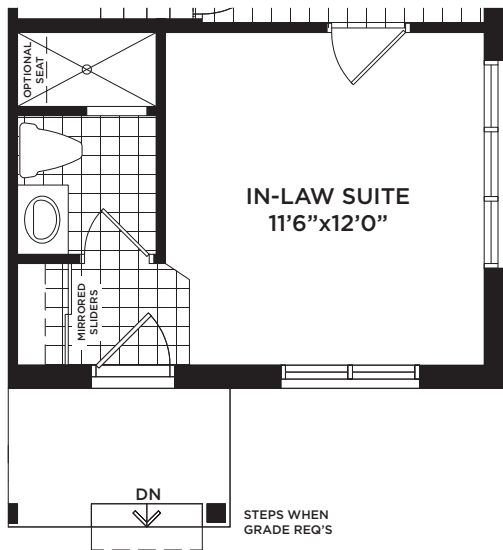 OPTIONAL
SEAT
IN-LAW SUITE
11'6”x12'0”
MIRRORED
SLIDERS
DN
STEPS WHEN
GRADE REQ'S